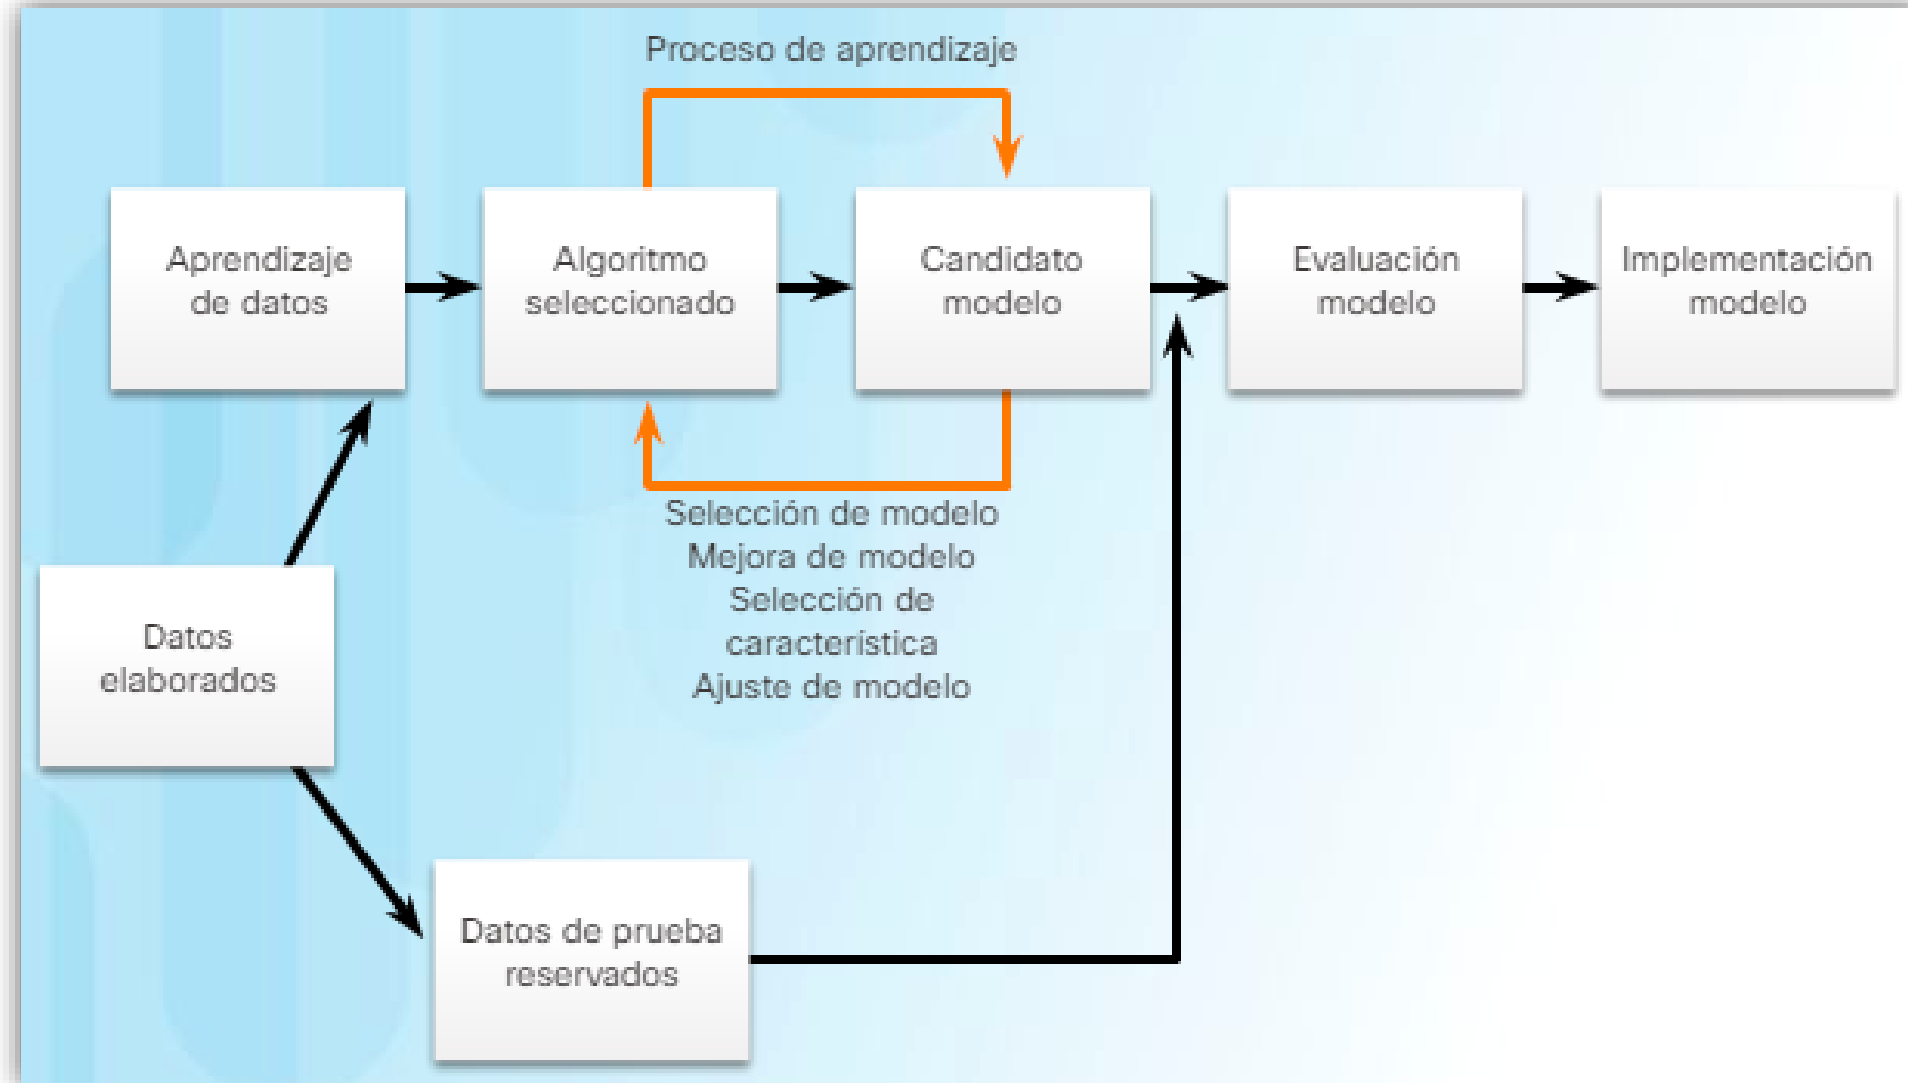 Proceso de aprendizaje
Aprendizaje
de datos
Algoritmo
seleccionado
Candidato
modelo
Evaluación
modelo
Implementación
modelo
Selección de modelo
Mejora de modelo
Selección de
característica
Ajuste de modelo
Datos
elaborados
Datos de prueba
reservados